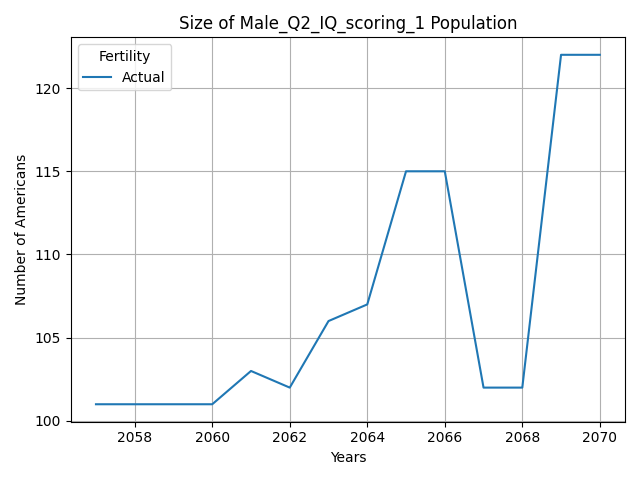 Size of Male_Q2_IQ_scoring_1 Population
Fertility
Actual
Number of Americans
120
115
110
105
100
2058 2060 2062 2064 2066 2068 2070
Years